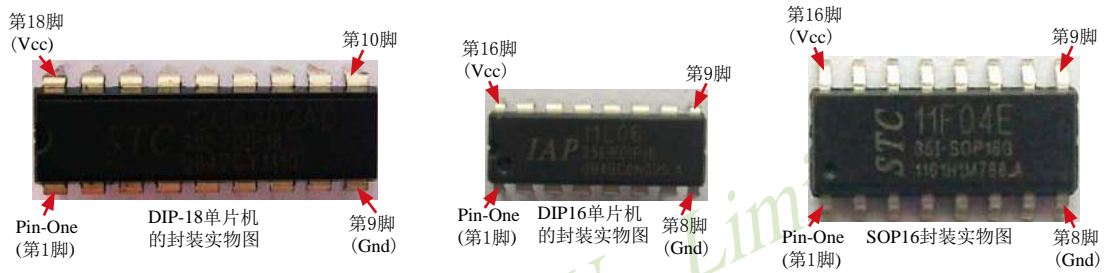 第18脚
(Vcc)
第10脚
STC
Pin-One
(第1脚)
DIP-18单片机
的封装实物图
第9脚
(Gnd)
第16脚
(Vcc)
第9脚
IAP
11L06
Pin-One
(第1脚)
DIP16单片机
的封装实物图
第8脚
(Gnd)
第16脚
(Vcc)
第9脚
STC
11F04E
35I-SOP16G
Pin-One
(第1脚)
SOP16封装实物图
第8脚
(Gnd)